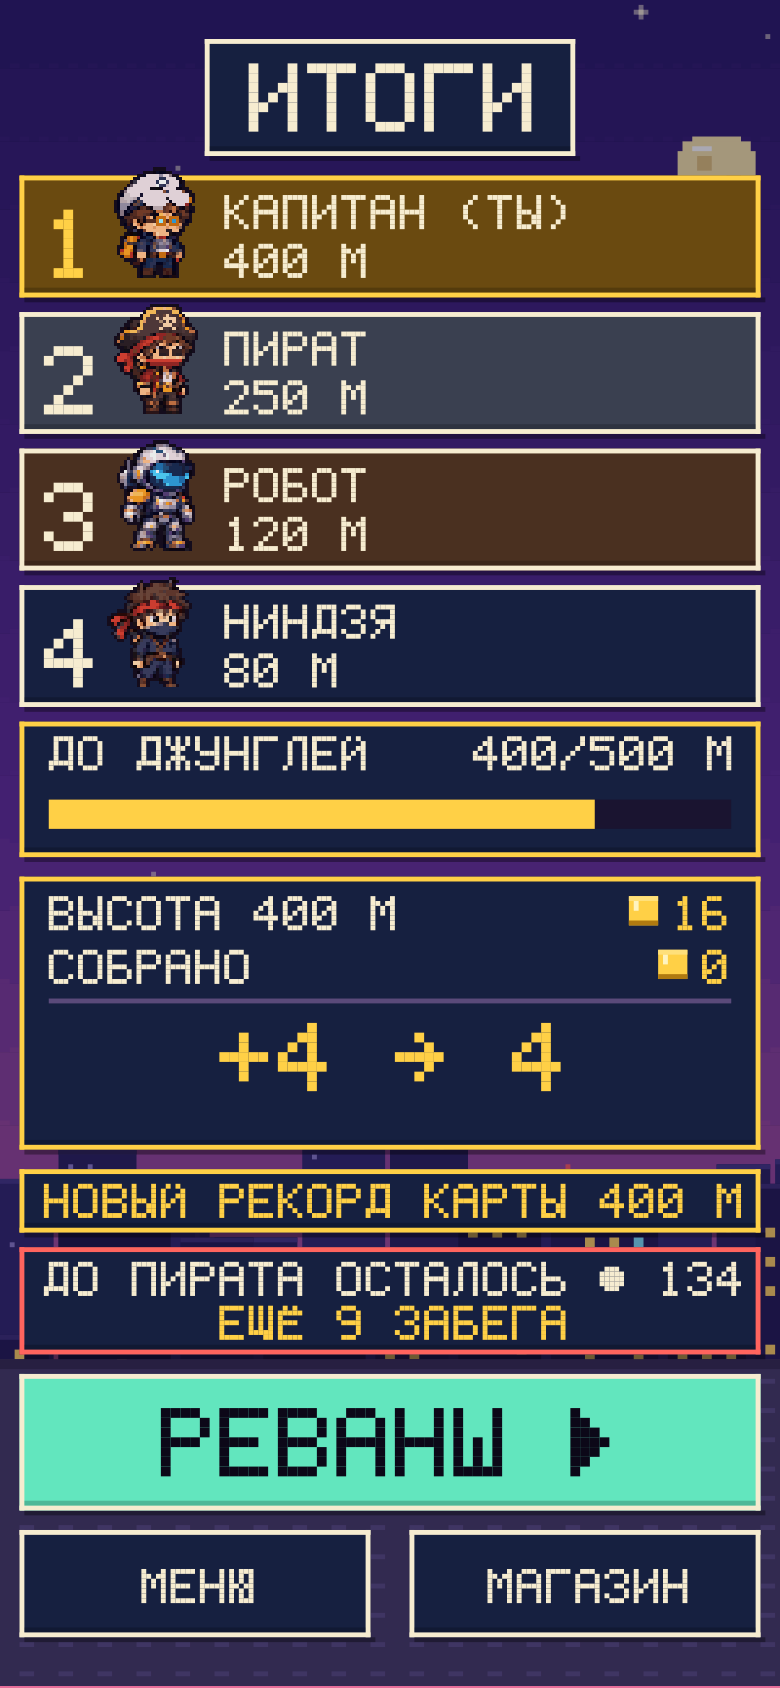 ИТОГИ
1
КАПИТАН (ТЫ)
400 М
2
ПИРАТ
250 М
3
РОБОТ
120 М
4
НИНДЗЯ
80 М
ДО ДЖУНГЛЕЙ 400/500 М
ВЫСОТА 400 М 16
СОБРАНО 0
+4 → 4
НОВЫЙ РЕКОРД КАРТЫ 400 М
ДО ПИРАТА ОСТАЛОСЬ ● 134
ЕЩЁ 9 ЗАБЕГА
РЕВАНШ ▶
МЕНЮ МАГАЗИН